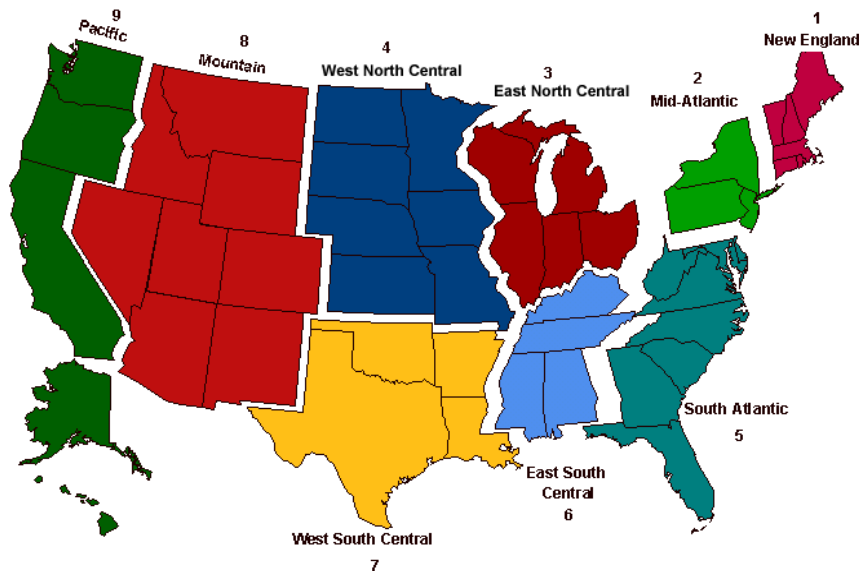 9
Pacific
8
Mountain
4
West North Central
3
East North Central
2
Mid-Atlantic
1
New England
South Atlantic
5
East South
Central
6
West South Central
7